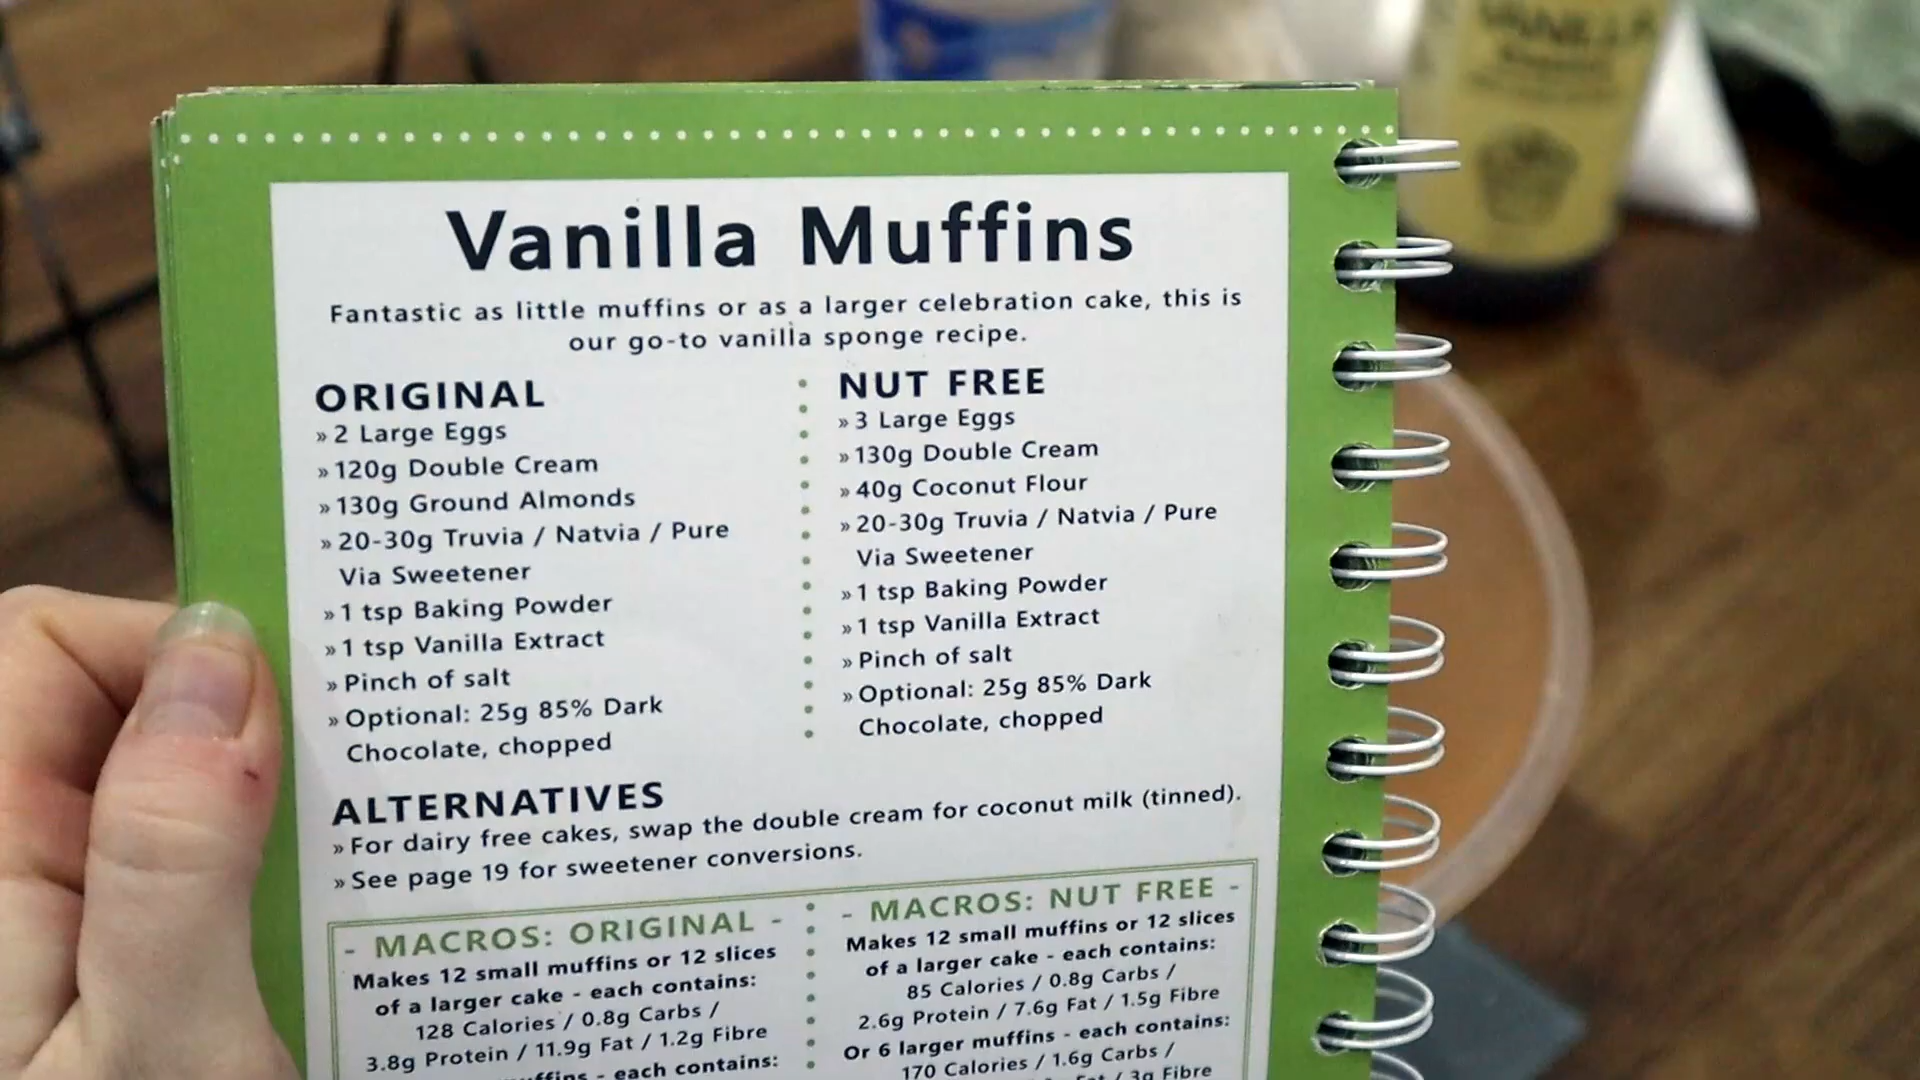 VANILLA
Vanilla Muffins
Fantastic as little muffins or as a larger celebration cake, this is
our go-to vanilla sponge recipe.
ORIGINAL
» 2 Large Eggs
» 120g Double Cream
» 130g Ground Almonds
» 20-30g Truvia / Natvia / Pure
Via Sweetener
» 1 tsp Baking Powder
» 1 tsp Vanilla Extract
» Pinch of salt
» Optional: 25g 85% Dark
Chocolate, chopped
NUT FREE
» 3 Large Eggs
» 130g Double Cream
» 40g Coconut Flour
» 20-30g Truvia / Natvia / Pure
Via Sweetener
» 1 tsp Baking Powder
» 1 tsp Vanilla Extract
» Pinch of salt
» Optional: 25g 85% Dark
Chocolate, chopped
ALTERNATIVES
» For dairy free cakes, swap the double cream for coconut milk (tinned).
» See page 19 for sweetener conversions.
- MACROS: ORIGINAL -
Makes 12 small muffins or 12 slices
of a larger cake - each contains:
128 Calories / 0.8g Carbs /
3.8g Protein / 11.9g Fat / 1.2g Fibre
- each contains:
- MACROS: NUT FREE -
Makes 12 small muffins or 12 slices
of a larger cake - each contains:
85 Calories / 0.8g Carbs /
2.6g Protein / 7.6g Fat / 1.5g Fibre
Or 6 larger muffins - each contains:
170 Calories / 1.6g Carbs /
Fat / 3g Fibre